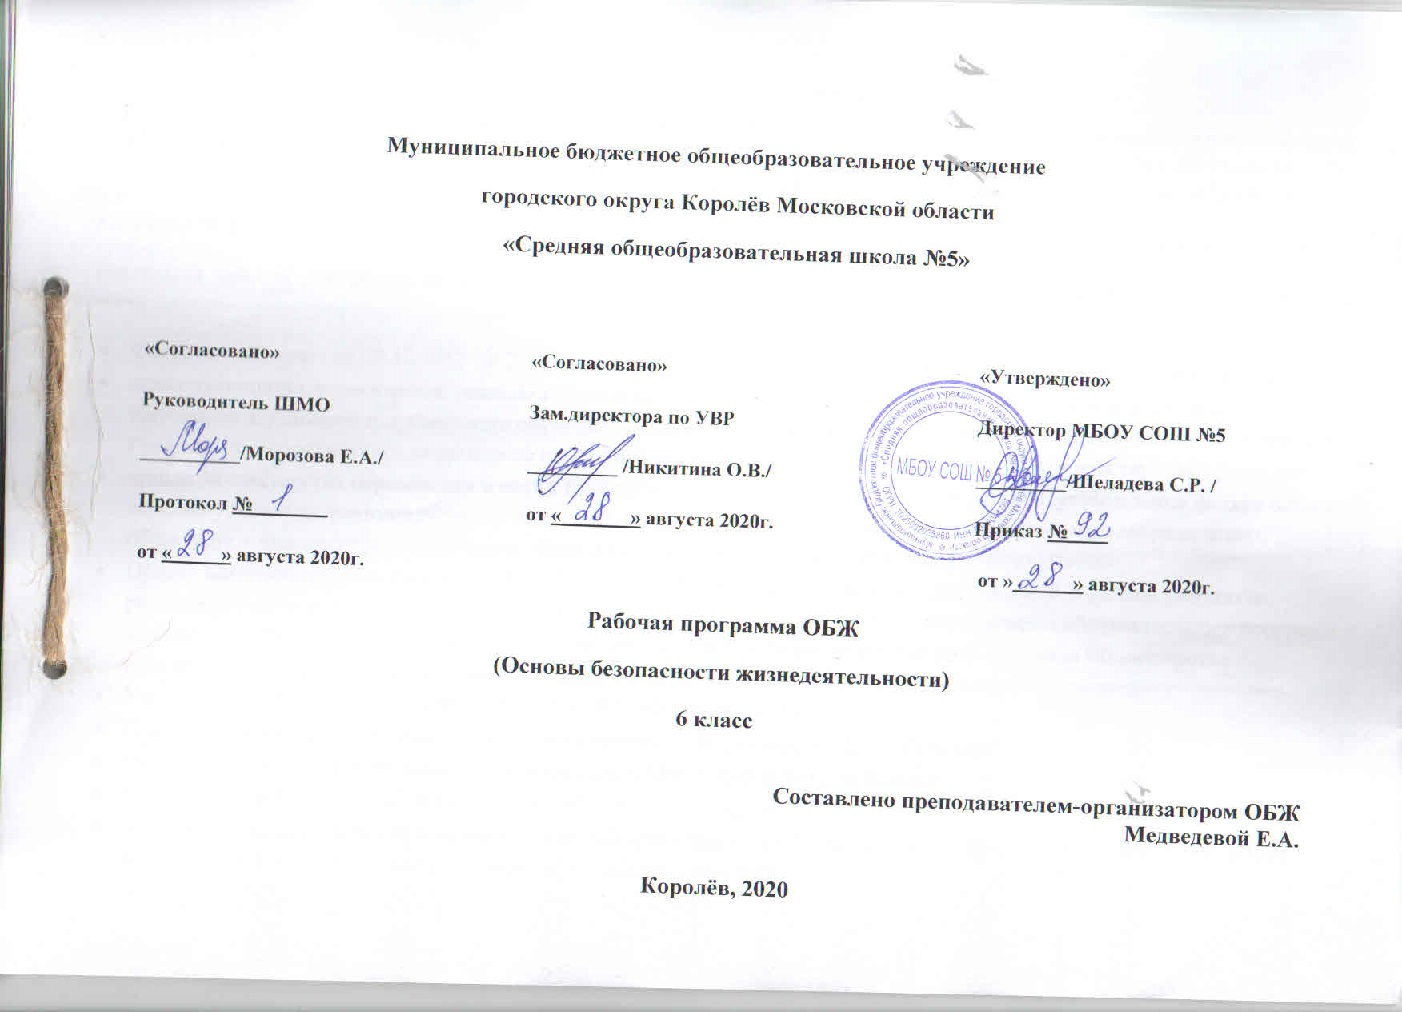 Муниципальное бюджетное общеобразовательное учреждение
городского округа Королёв Московской области
«Средняя общеобразовательная школа №5»
«Согласовано»
Руководитель ШМО
/Морозова Е.А./
Протокол № 1
от «28» августа 2020г.
«Согласовано»
Зам.директора по УВР
/Никитина О.В./
от «28» августа 2020г.
«Утверждено»
Директор МБОУ СОШ №5
/Шеладева С.Р. /
Приказ № 92
от »28» августа 2020г.
МБОУ СОШ № 5
Рабочая программа ОБЖ
(Основы безопасности жизнедеятельности)
6 класс
Составлено преподавателем-организатором ОБЖ
Медведевой Е.А.
Королёв, 2020